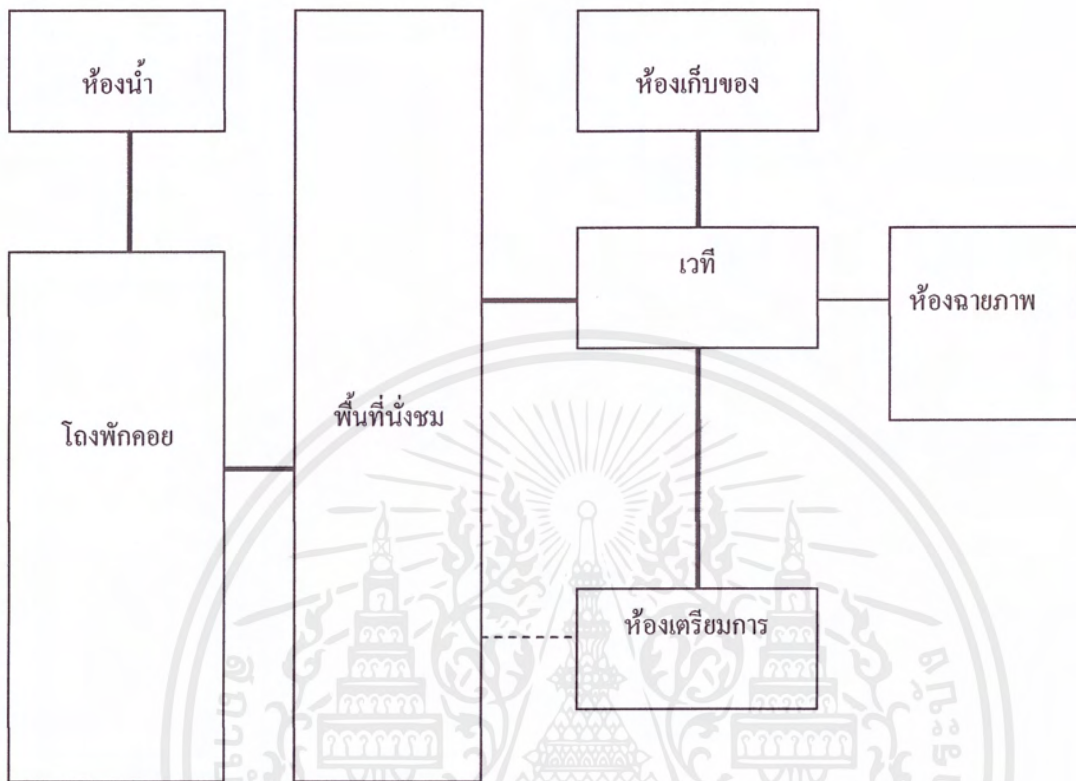 ห้องน้ำ
ห้องเก็บของ
เวที
ห้องฉายภาพ
พื้นที่นั่งชม
โถงพักคอย
ห้องเตรียมการ